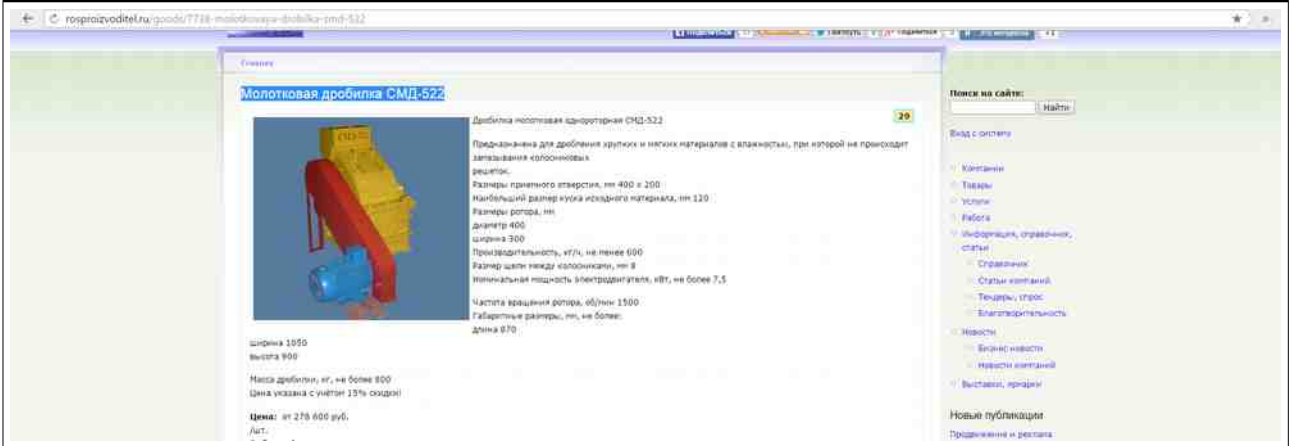 rosproizvoditel.ru/goods/7738-molotkovaya-drobilka-smd-522
Поделиться
Твитнуть
Поделиться
Главная
Молотковая дробилка СМД-522
29
Дробилка молотковая однороторная СМД-522
Предназначена для дробления хрупких и мягких материалов с влажностью, при которой не происходит
замазывания колосниковых
решеток.
Размеры приемного отверстия, мм 400 х 200
Наибольший размер куска исходного материала, мм 120
Размеры ротора, мм
диаметр 400
ширина 300
Производительность, кг/ч, не менее 600
Размер щели между колосниками, мм 8
Номинальная мощность электродвигателя, кВт, не более 7,5
Частота вращения ротора, об/мин 1500
Габаритные размеры, мм, не более:
длина 870
ширина 1050
высота 900
Масса дробилки, кг, не более 800
Цена указана с учётом 15% скидки!
Цена: от 278 600 руб.
/шт.
Поиск на сайте:
Найти
Вход с систему
Компании
Товары
Услуги
Работа
Информация, справочник,
статьи
Справочник
Статьи компаний
Тендеры, спрос
Благотворительность
Новости
Бизнес новости
Новости компаний
Выставки, ярмарки
Новые публикации
Продвижение и реклама